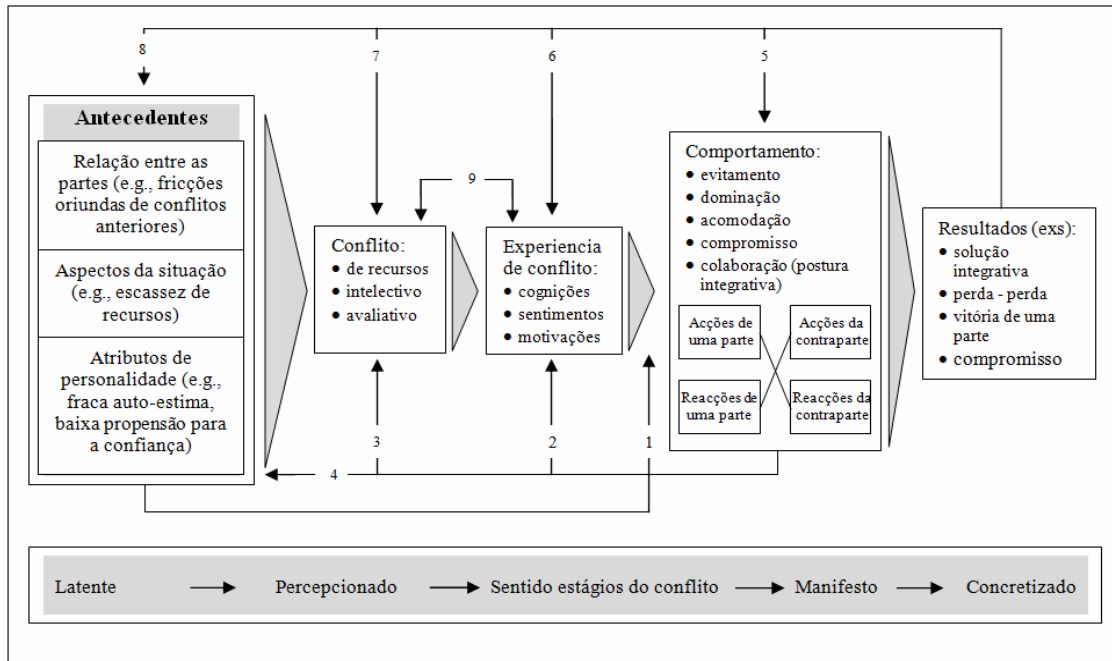 8
7
6
5
Antecedentes
Relação entre as
partes (e.g., fricções
oriundas de conflitos
anteriores)
Aspectos da situação
(e.g., escassez de
recursos)
Atributos de
personalidade (e.g.,
fraca auto-estima,
baixa propensão para
a confiança)
9
Conflito:
• de recursos
• intelectivo
• avaliativo
Experiencia
de conflito:
• cognições
• sentimentos
• motivações
Comportamento:
• evitamento
• dominação
• acomodação
• compromisso
• colaboração (postura
integrativa)
Acções de
uma parte
Acções da
contraparte
Reacções de
uma parte
Reacções da
contraparte
Resultados (exs):
• solução
integrativa
• perda - perda
• vitória de uma
parte
• compromisso
3
2
1
4
Latente Percepcionado Sentido estágios do conflito Manifesto Concretizado